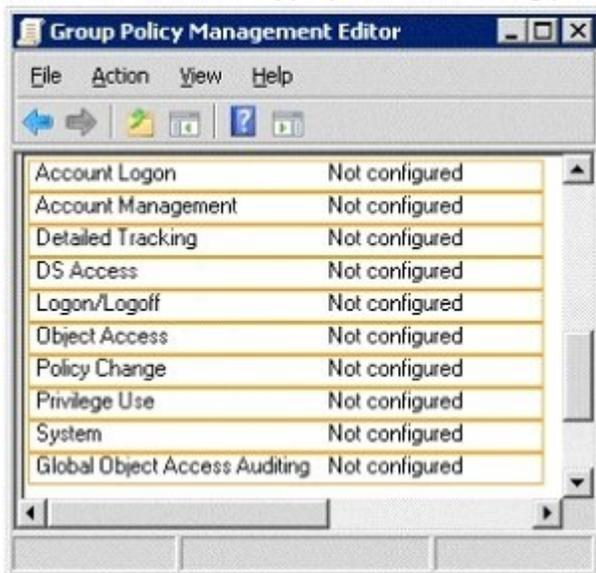 Group Policy Management Editor
File Action View Help
Account Logon Not configured
Account Management Not configured
Detailed Tracking Not configured
DS Access Not configured
Logon/Logoff Not configured
Object Access Not configured
Policy Change Not configured
Privilege Use Not configured
System Not configured
Global Object Access Auditing Not configured